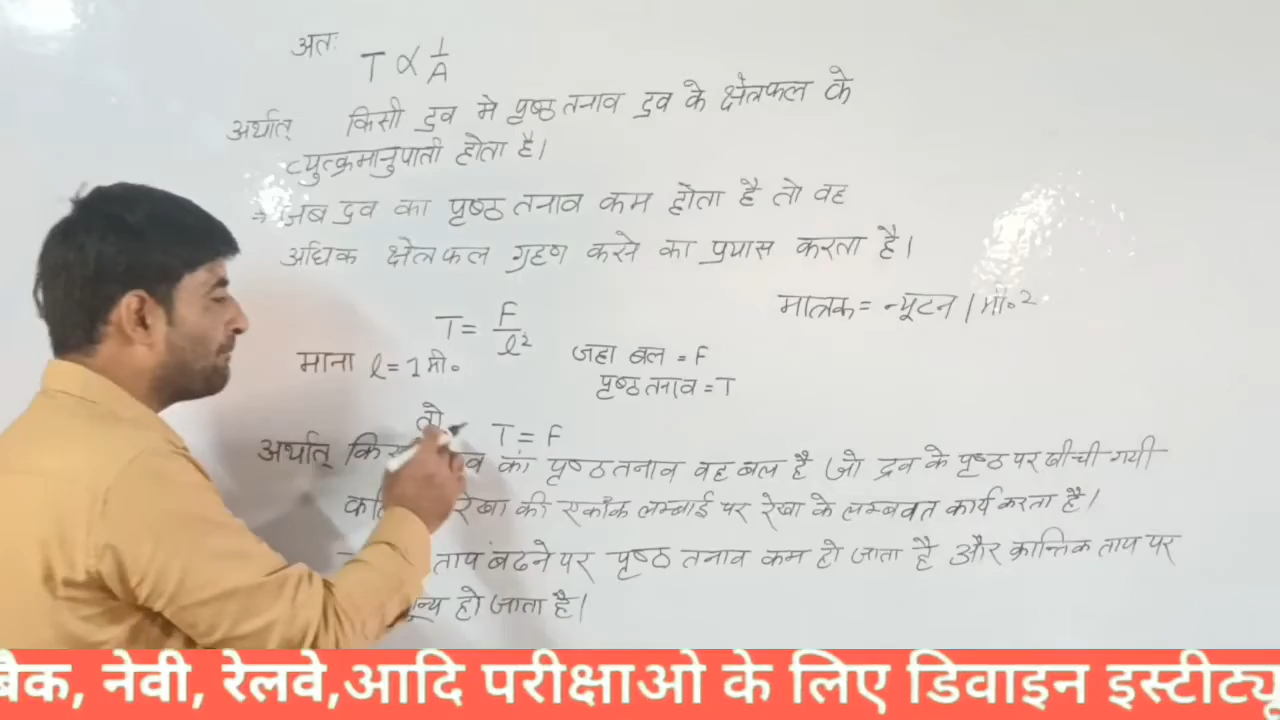 अतः
T ∝ 1/A
अर्थात् किसी द्रव मे पृष्ठ तनाव द्रव के क्षेत्रफल के
व्युत्क्रमानुपाती होता है।
⇒ जब द्रव का पृष्ठ तनाव कम होता है तो वह
अधिक क्षेत्रफल ग्रहण करने का प्रयास करता है।
मात्रक = न्यूटन / मी०²
T = F/l²
माना l = 1 मी०
जहा बल = F
पृष्ठ तनाव = T
तो T = F
अर्थात् का पृष्ठ तनाव वह बल है जो द्रव के पृष्ठ पर खीची गयी
रेखा की एकाँक लम्बाई पर रेखा के लम्बवत कार्य करता है।
ताप बढने पर पृष्ठ तनाव कम हो जाता है और क्रान्तिक ताप पर
हो जाता है।
बैक, नेवी, रेलवे,आदि परीक्षाओ के लिए डिवाइन